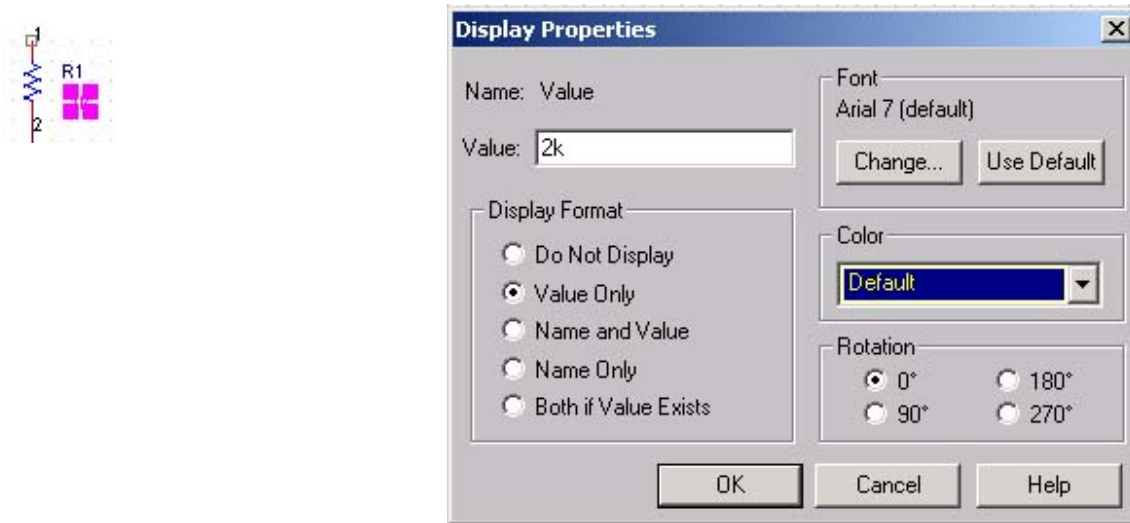 1
R1
2
Display Properties
Name: Value
Value: 2k
Display Format
Do Not Display
Value Only
Name and Value
Name Only
Both if Value Exists
Font
Arial 7 (default)
Change...
Use Default
Color
Default
Rotation
0° 180°
90° 270°
OK Cancel Help